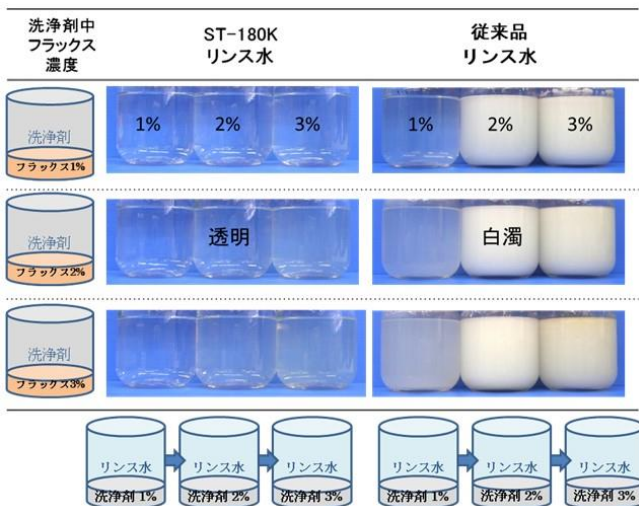 洗浄剤中
フラックス
濃度
ST-180K
リンス水
従来品
リンス水
洗浄剤
フラックス1%
1% 2% 3%
1% 2% 3%
洗浄剤
フラックス2%
透明
白濁
洗浄剤
フラックス3%
リンス水 リンス水 リンス水
洗浄剤 1% 洗浄剤 2% 洗浄剤 3%
リンス水 リンス水 リンス水
洗浄剤 1% 洗浄剤 2% 洗浄剤 3%